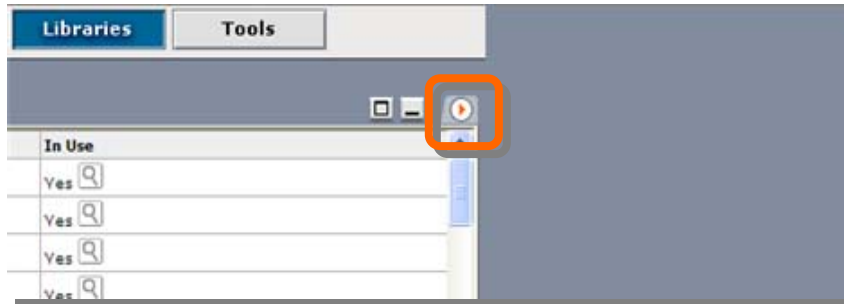 Libraries
Tools
In Use
Yes
Yes
Yes
Yes